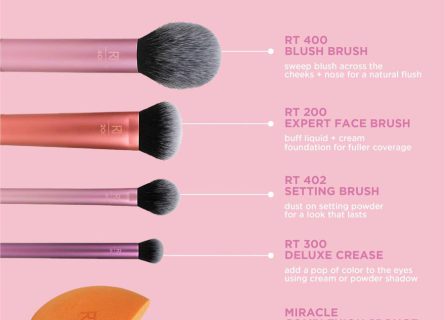 RT 400
BLUSH BRUSH
sweep blush across the
cheeks + nose for a natural flush
RT 200
EXPERT FACE BRUSH
buff liquid + cream
foundation for fuller coverage
RT 402
SETTING BRUSH
dust on setting powder
for a look that lasts
RT 300
DELUXE CREASE
add a pop of color to the eyes
using cream or powder shadow
MIRACLE